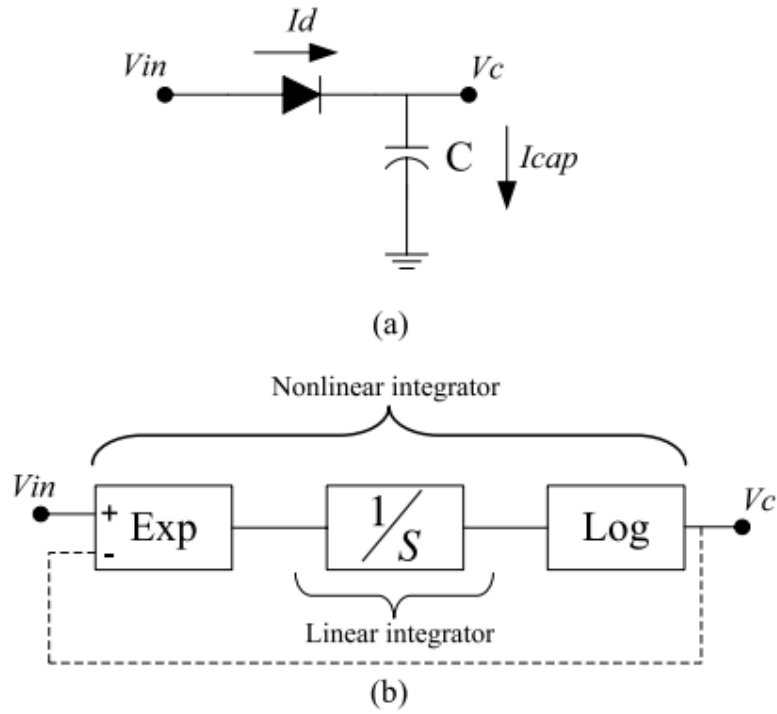 Id
Vin
Vc
C
Icap
(a)
Nonlinear integrator
Vin
Vc
+
Exp
-
1/S
Log
Linear integrator
(b)